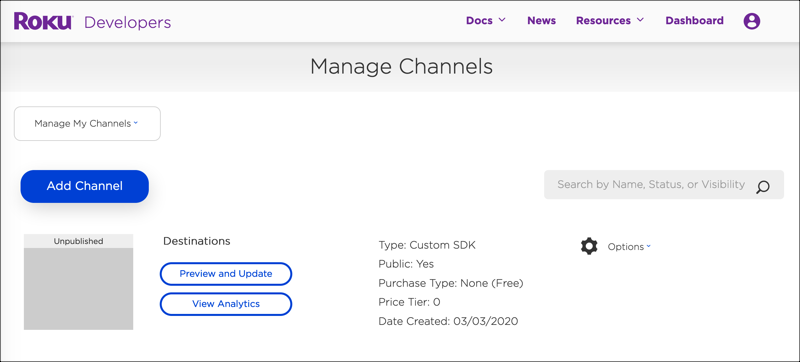 ROKU Developers
Docs News Resources Dashboard
Manage Channels
Manage My Channels
Add Channel
Search by Name, Status, or Visibility
Unpublished
Destinations
Preview and Update
View Analytics
Type: Custom SDK
Public: Yes
Purchase Type: None (Free)
Price Tier: 0
Date Created: 03/03/2020
Options